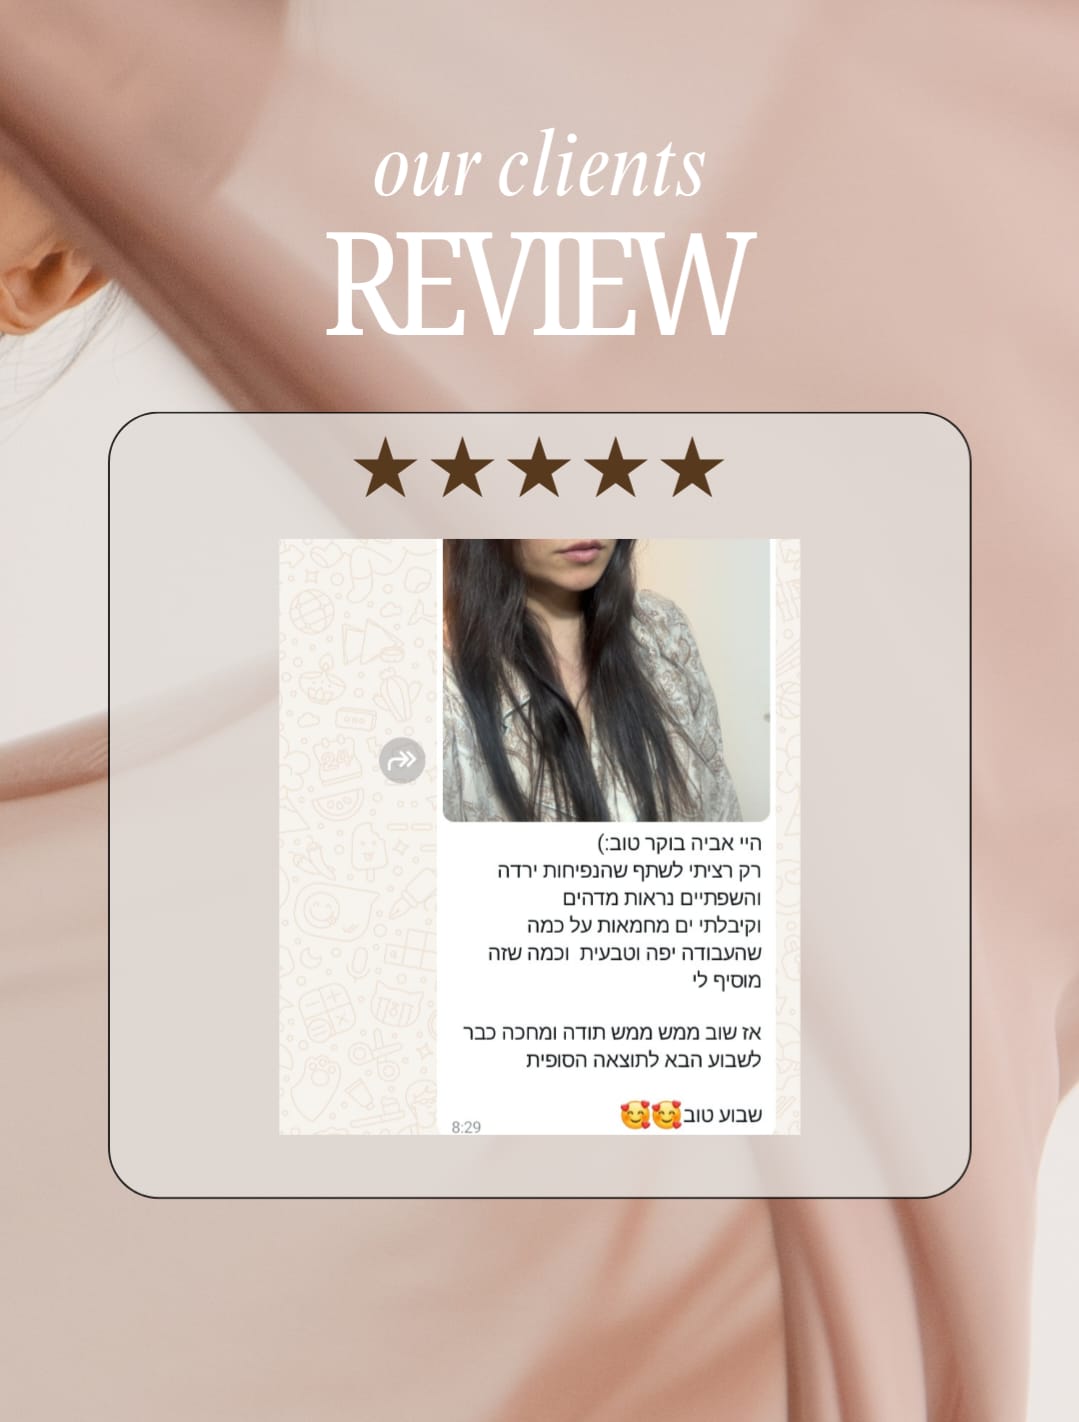 our clients
REVIEW
היי אביה בוקר טוב:)
רק רציתי לשתף שהנפיחות ירדה
והשפתיים נראות מדהים
וקיבלתי ים מחמאות על כמה
שהעבודה יפה וטבעית וכמה שזה
מוסיף לי
אז שוב ממש ממש תודה ומחכה כבר
לשבוע הבא לתוצאה הסופית
שבוע טוב🥰🥰
8:29